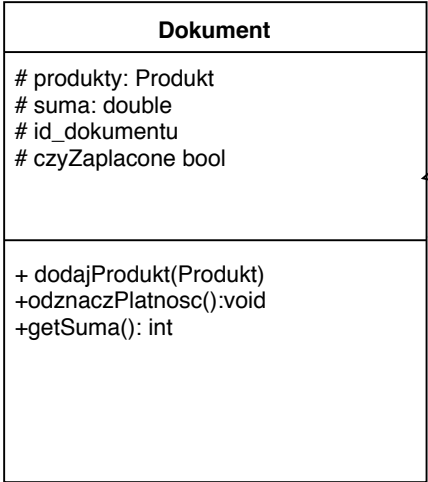 Dokument
# produkty: Produkt
# suma: double
# id_dokumentu
# czyZaplacone bool
+ dodajProdukt(Produkt)
+odznaczPlatnosc():void
+getSuma(): int